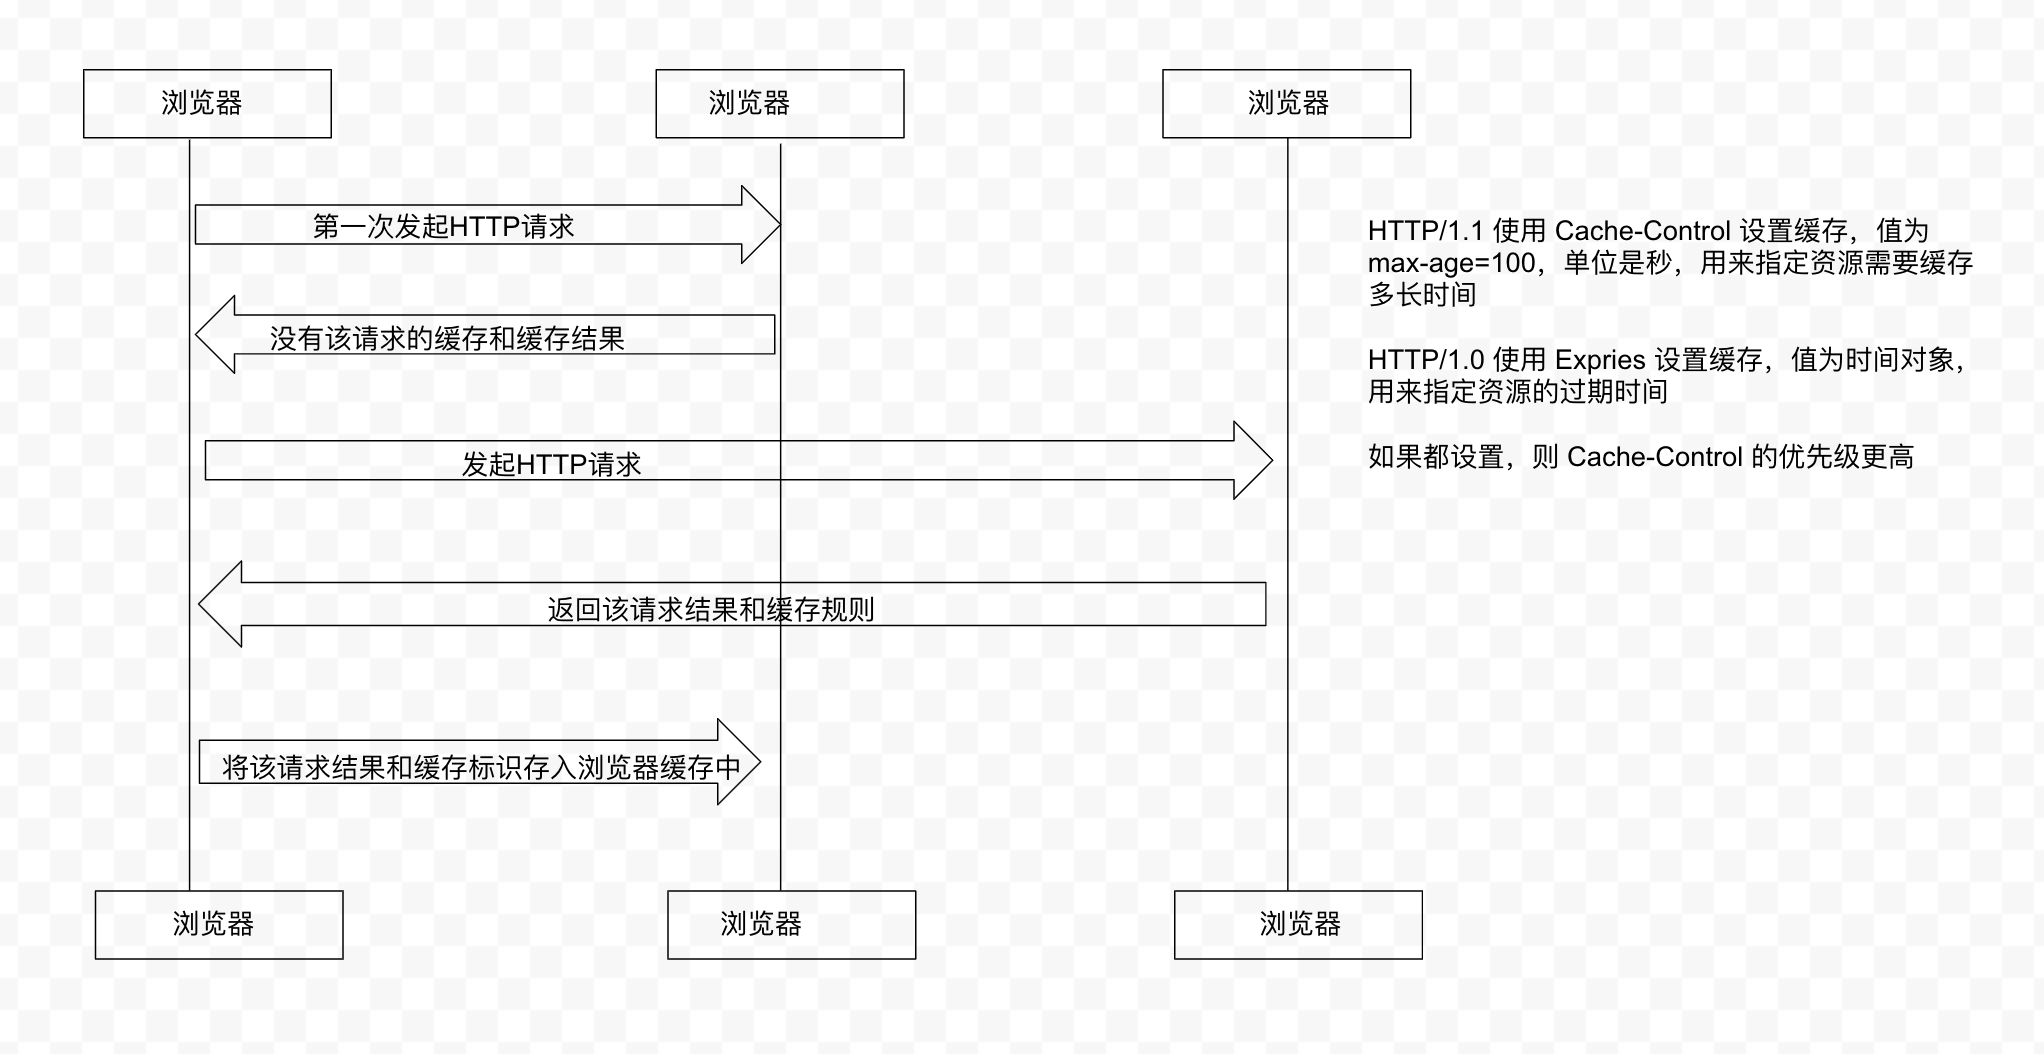 浏览器
浏览器
浏览器
第一次发起HTTP请求
没有该请求的缓存和缓存结果
发起HTTP请求
返回该请求结果和缓存规则
将该请求结果和缓存标识存入浏览器缓存中
HTTP/1.1 使用 Cache-Control 设置缓存，值为
max-age=100，单位是秒，用来指定资源需要缓存
多长时间
HTTP/1.0 使用 Expries 设置缓存，值为时间对象，
用来指定资源的过期时间
如果都设置，则 Cache-Control 的优先级更高
浏览器
浏览器
浏览器